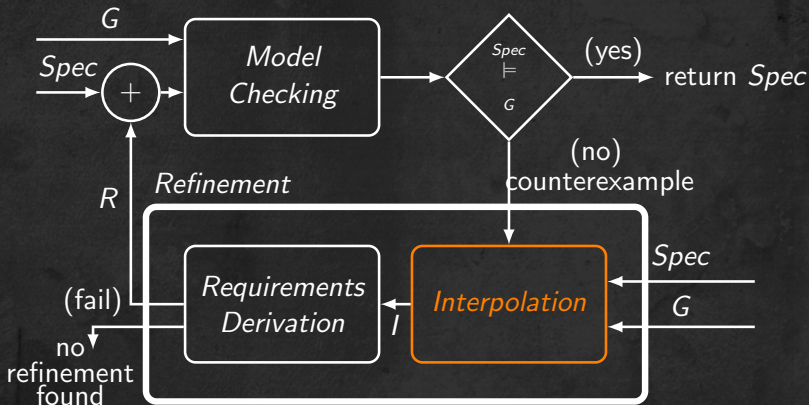 G
Spec
+
Model
Checking
Spec
⊨
G
(yes)
return Spec
(no)
counterexample
R
Refinement
Requirements
Derivation
I
Interpolation
Spec
G
(fail)
no
refinement
found